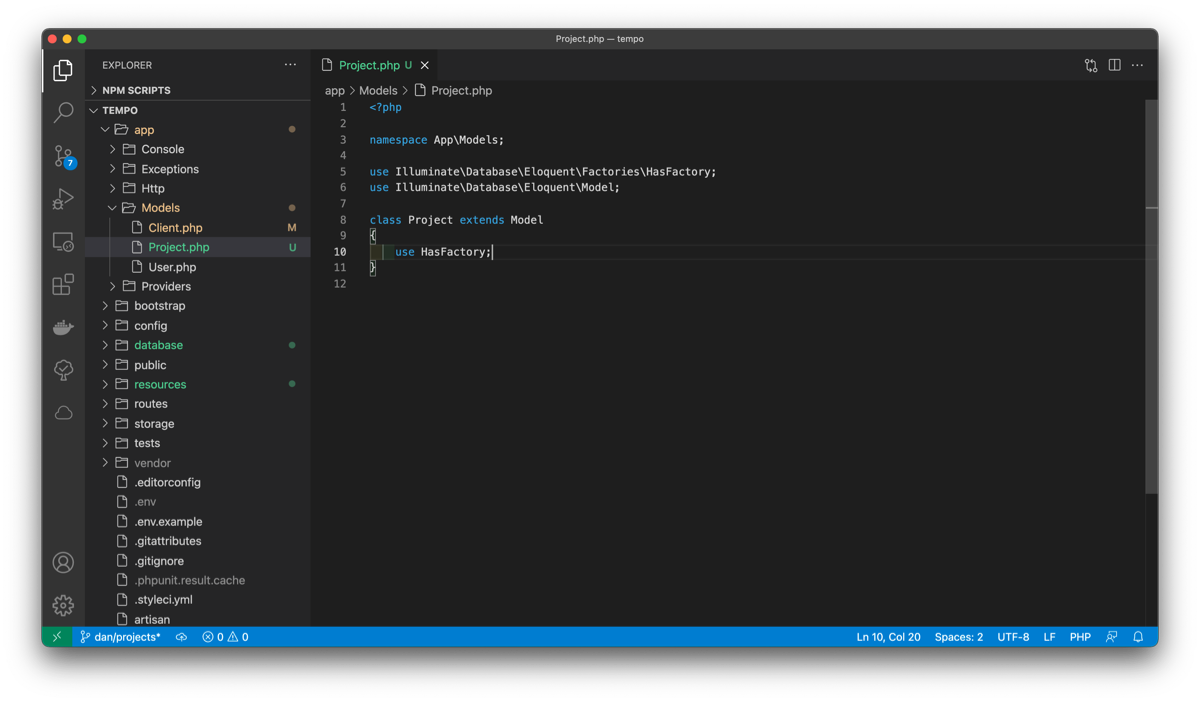 Project.php — tempo
EXPLORER
NPM SCRIPTS
TEMPO
app
Console
Exceptions
Http
Models
Client.php M
Project.php U
User.php
Providers
bootstrap
config
database
public
resources
routes
storage
tests
vendor
.editorconfig
.env
.env.example
.gitattributes
.gitignore
.phpunit.result.cache
.styleci.yml
artisan
7
Project.php U
app > Models > Project.php
1 <?php
2
3 namespace App\Models;
4
5 use Illuminate\Database\Eloquent\Factories\HasFactory;
6 use Illuminate\Database\Eloquent\Model;
7
8 class Project extends Model
9 {
10 use HasFactory;
11 }
12
dan/projects* 0 0 Ln 10, Col 20 Spaces: 2 UTF-8 LF PHP